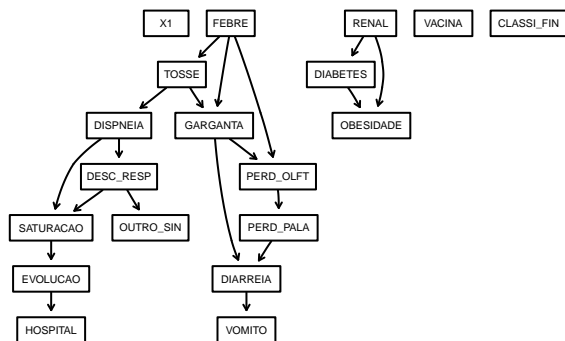 X1 FEBRE RENAL VACINA CLASSI_FIN
TOSSE DIABETES
DISPNEIA GARGANTA OBESIDADE
DESC_RESP PERD_OLFT
SATURACAO OUTRO_SIN PERD_PALA
EVOLUCAO DIARREIA
HOSPITAL VOMITO